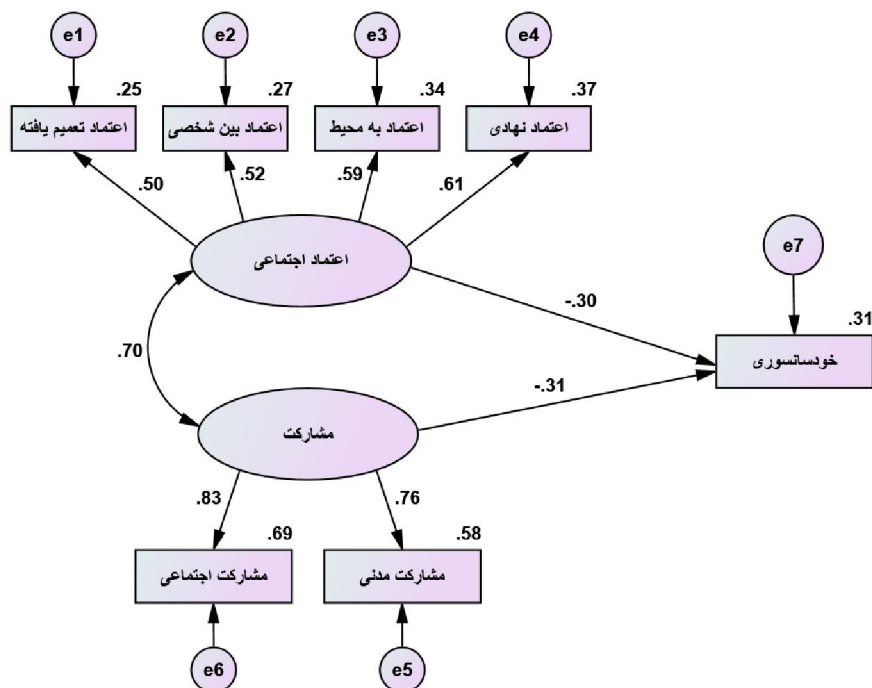 e1
e2
e3
e4
.25
.27
.34
.37
اعتماد تعمیم یافته
اعتماد بین شخصی
اعتماد به محیط
اعتماد نهادی
.50
.52
.59
.61
اعتماد اجتماعی
e7
-.30
.31
.70
خودسانسوری
-.31
مشارکت
.83
.76
.69
.58
مشارکت اجتماعی
مشارکت مدنی
e6
e5